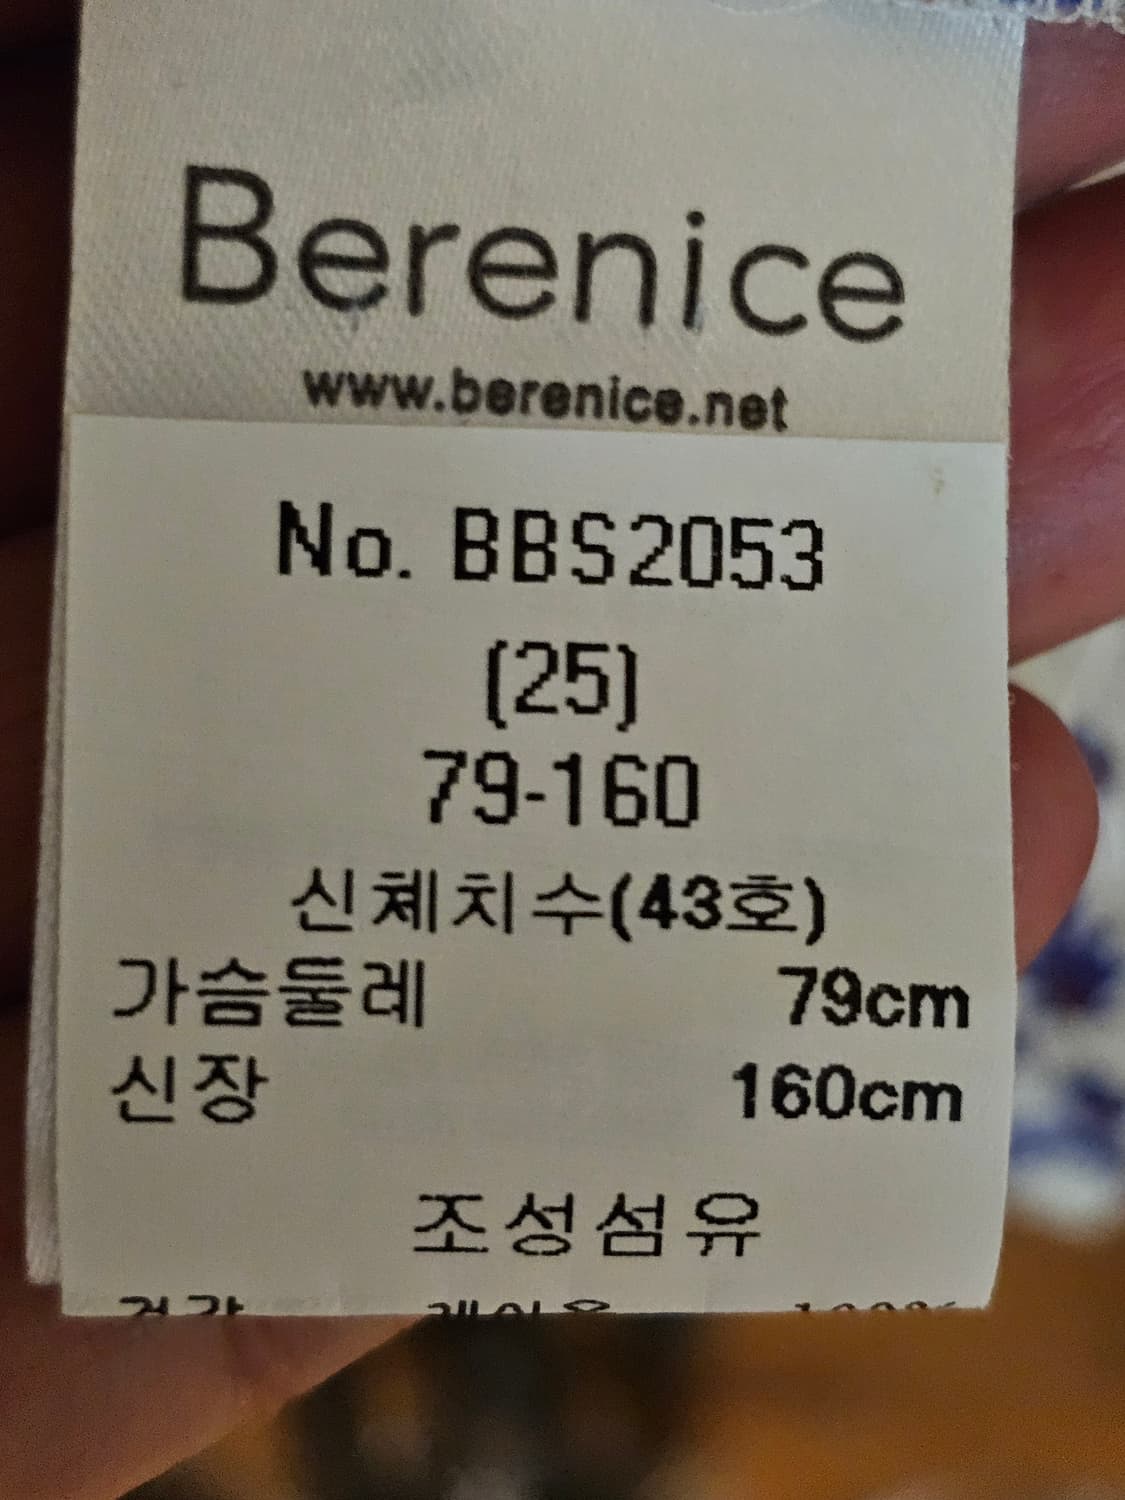 Berenice
www.berenice.net
No. BBS2053
(25)
79-160
신체치수(43호)
가슴둘레 79cm
신장 160cm
조성섬유